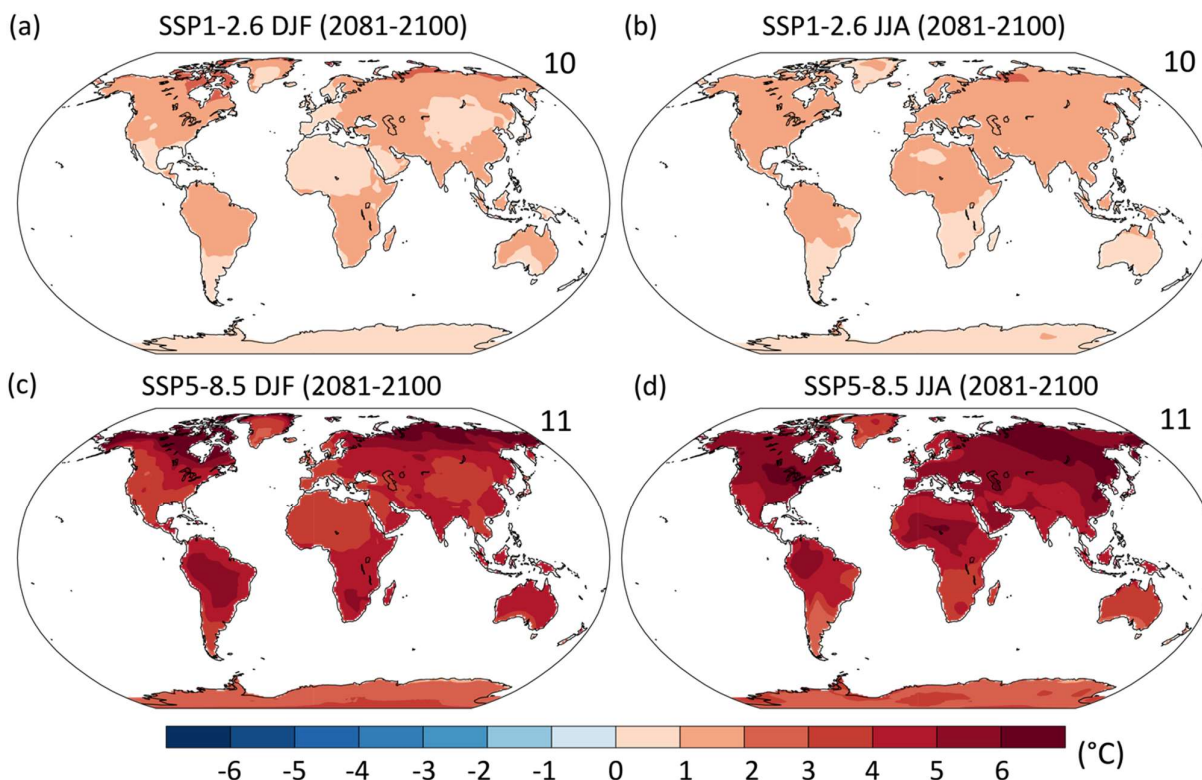 (a) SSP1-2.6 DJF (2081-2100) 10
(b) SSP1-2.6 JJA (2081-2100) 10
(c) SSP5-8.5 DJF (2081-2100 11
(d) SSP5-8.5 JJA (2081-2100 11
-6 -5 -4 -3 -2 -1 0 1 2 3 4 5 6 (°C)